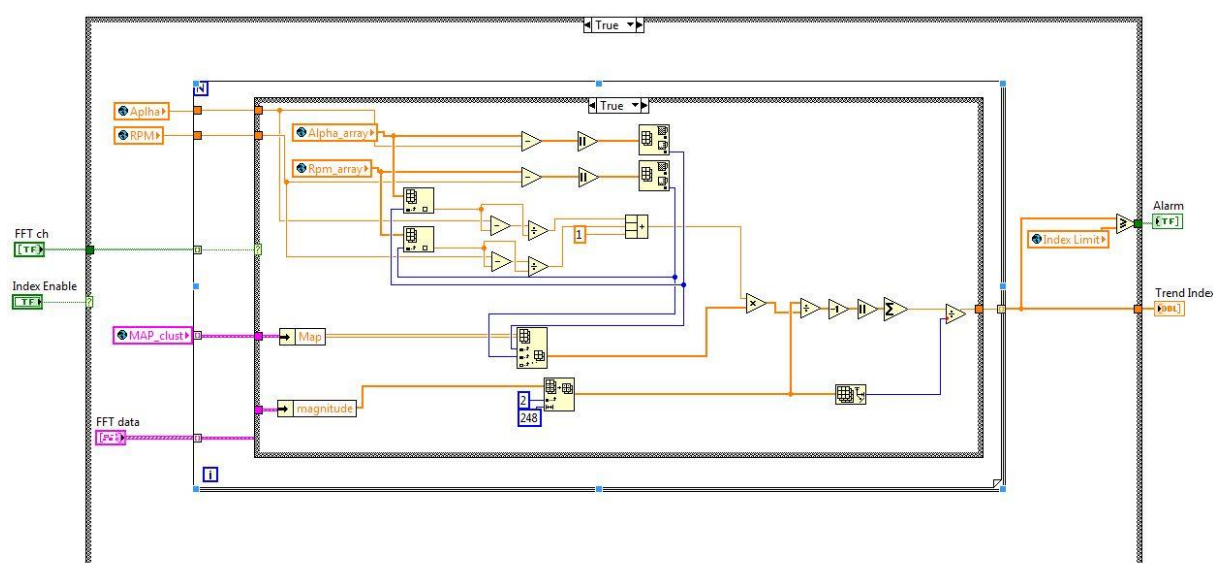 True
N
True
Aplha
RPM
Alpha_array
Rpm_array
1
FFT ch
TF
Index Enable
TF
MAP_clust
Map
magnitude
2
248
FFT data
i
Alarm
TF
Index Limit
Trend Index
DBL